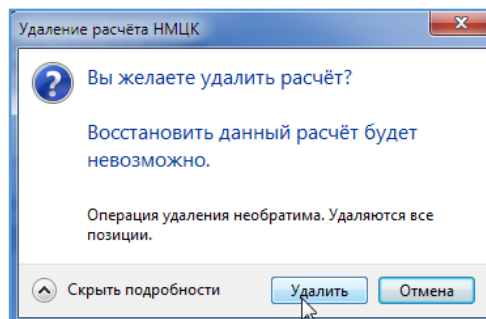 Удаление расчёта НМЦК
Вы желаете удалить расчёт?
Восстановить данный расчёт будет
невозможно.
Операция удаления необратима. Удаляются все
позиции.
Скрыть подробности
Удалить
Отмена